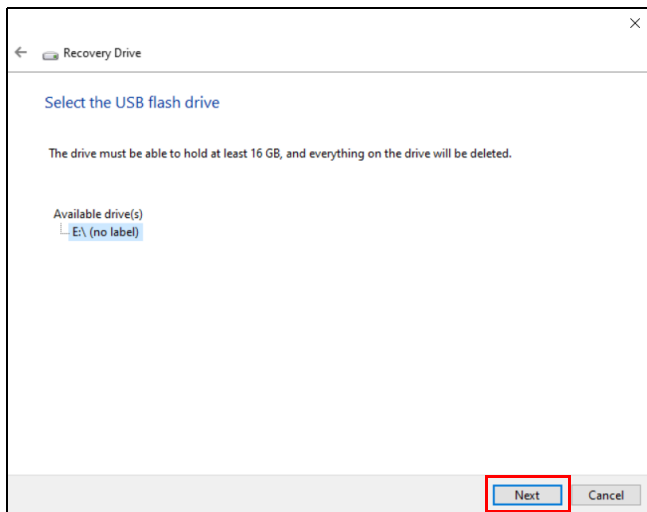 Recovery Drive
Select the USB flash drive
The drive must be able to hold at least 16 GB, and everything on the drive will be deleted.
Available drive(s)
E:\ (no label)
Next Cancel